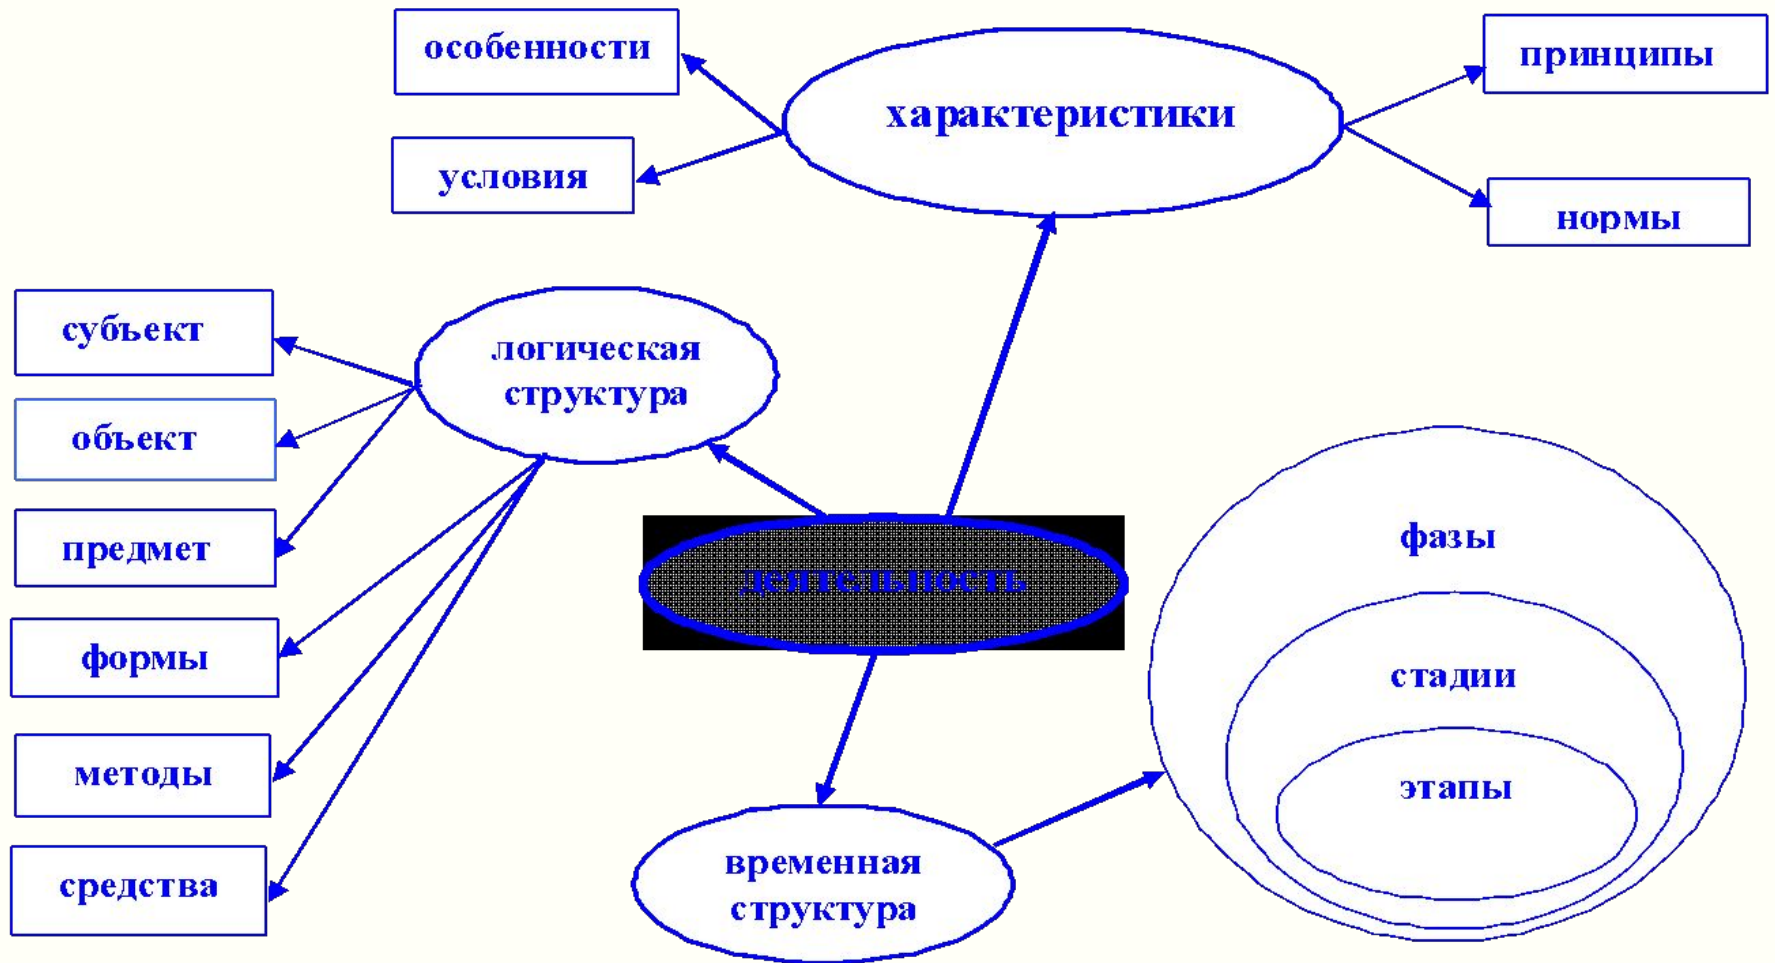 особенности
характеристики
принципы
условия
нормы
субъект
логическая
структура
объект
предмет
формы
методы
средства
деятельность
фазы
стадии
этапы
временная
структура